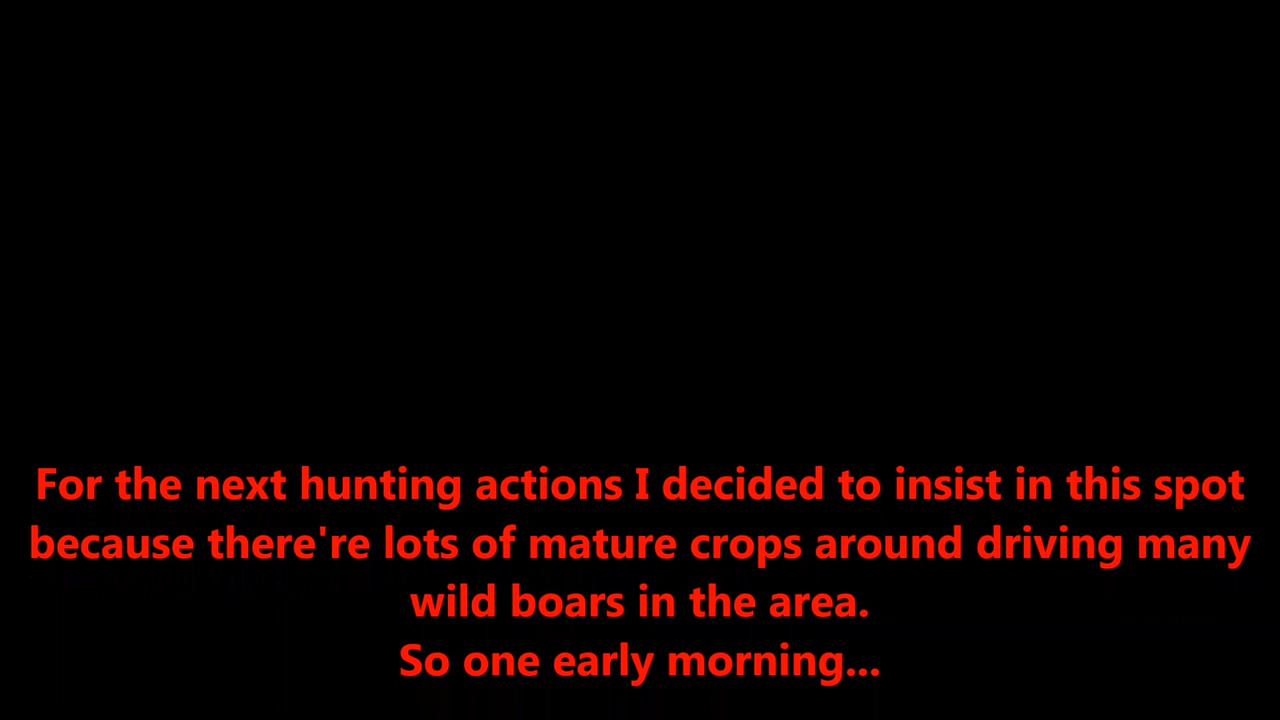 For the next hunting actions I decided to insist in this spot
because there're lots of mature crops around driving many
wild boars in the area.
So one early morning...